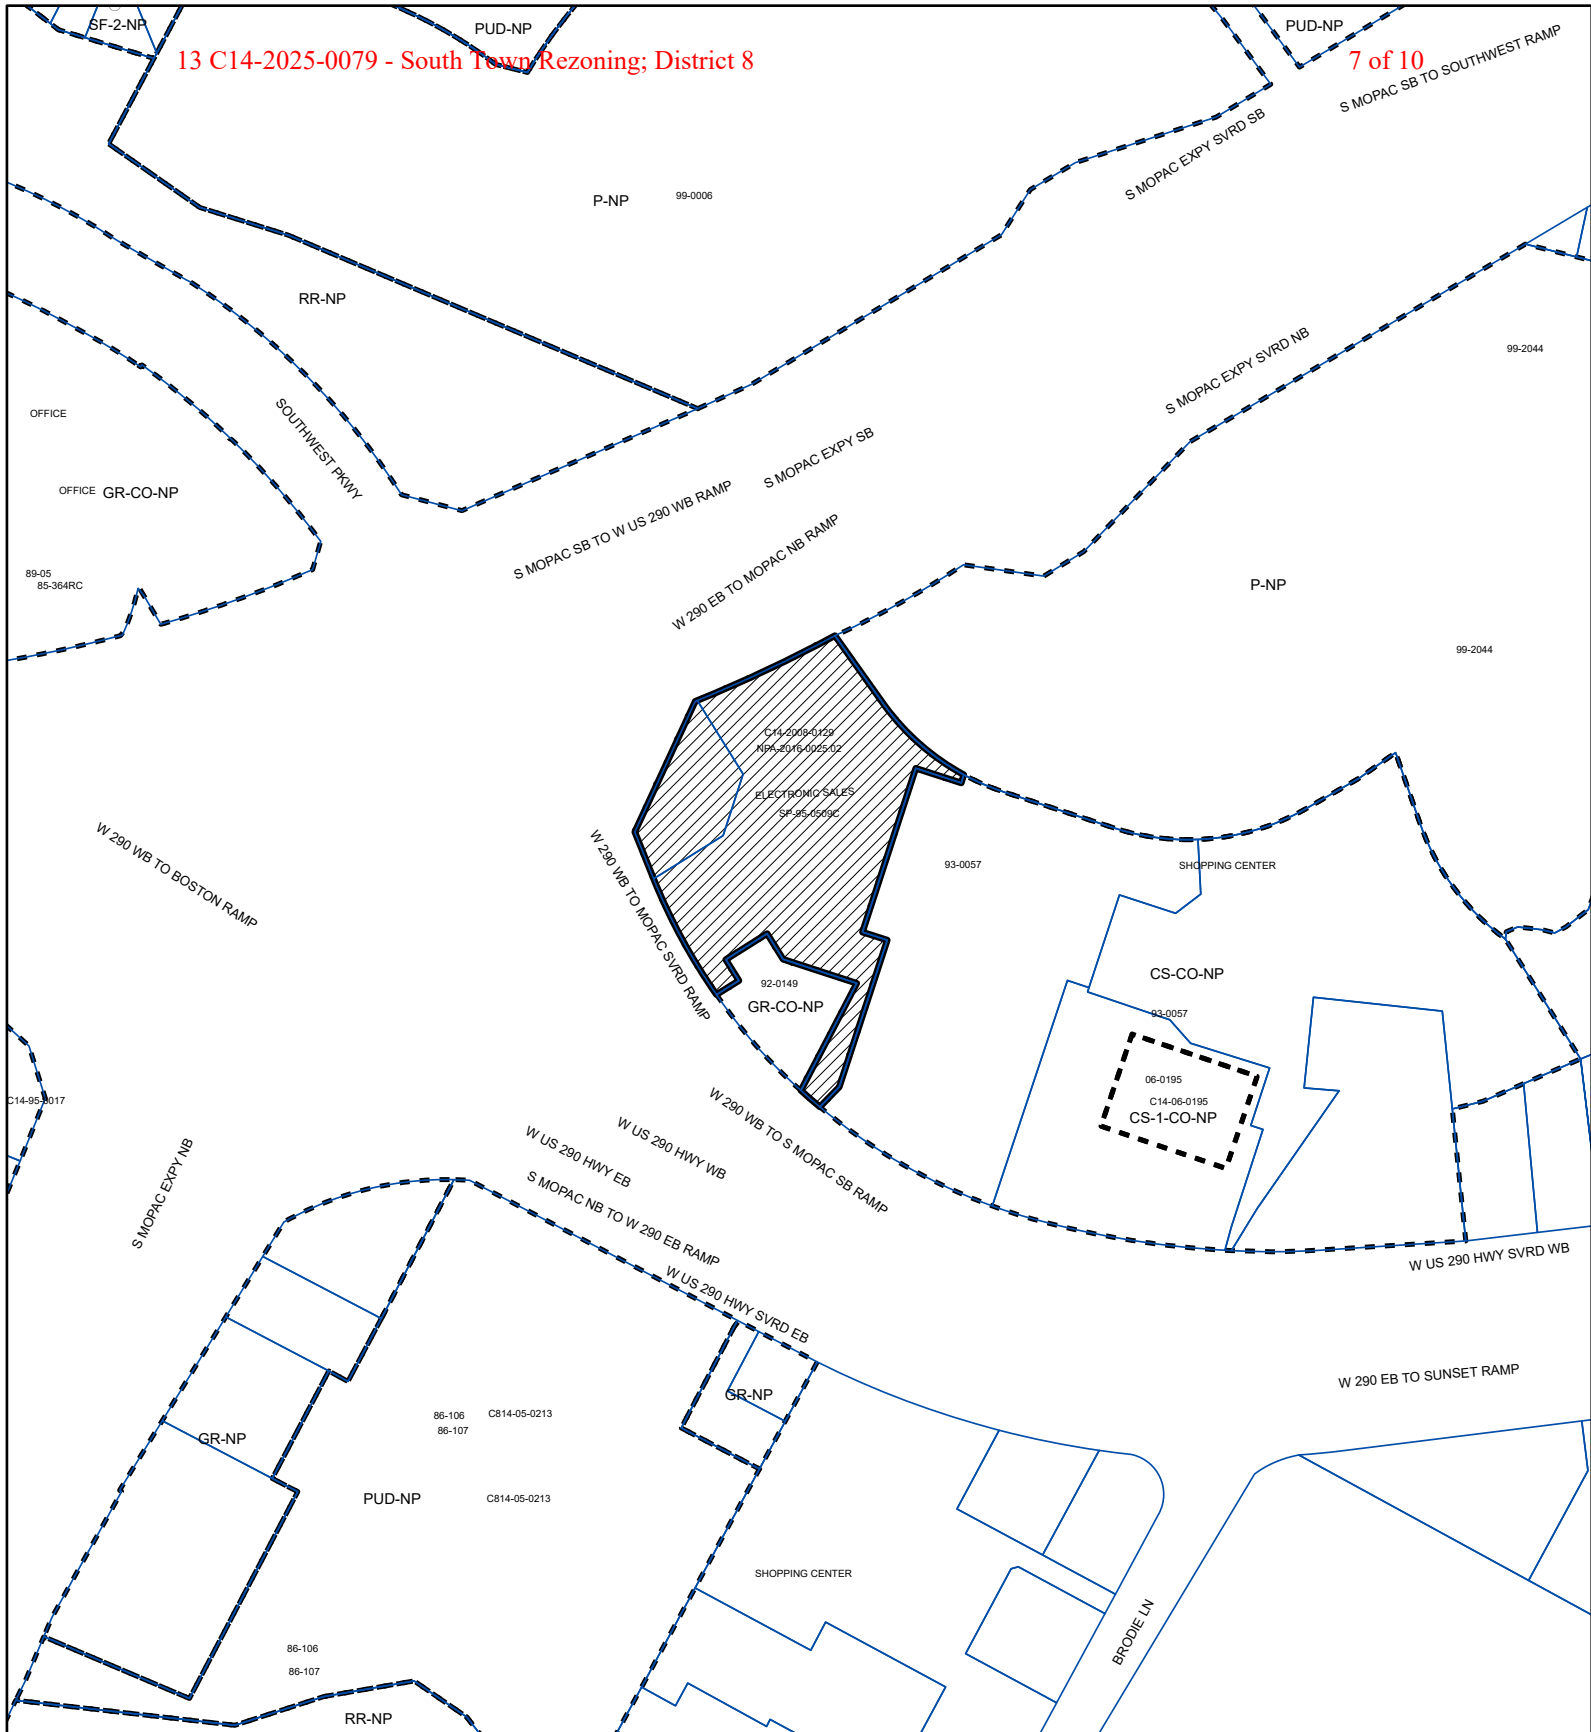 SF-2-NP
PUD-NP
PUD-NP
13 C14-2025-0079 - South Town Rezoning; District 8
7 of 10
S MOPAC SB TO SOUTHWEST RAMP
S MOPAC EXPY SVRD SB
P-NP
99-0006
RR-NP
S MOPAC EXPY SVRD NB
99-2044
OFFICE
SOUTHWEST PKWY
S MOPAC EXPY SB
OFFICE
GR-CO-NP
S MOPAC SB TO W US 290 WB RAMP
W 290 EB TO MOPAC NB RAMP
89-05
85-364RC
P-NP
99-2044
C14-2008-0129
NPA-2016-0025.02
ELECTRONIC SALES
SP-95-0509C
W 290 WB TO BOSTON RAMP
W 290 WB TO MOPAC SVRD RAMP
93-0057
SHOPPING CENTER
CS-CO-NP
92-0149
GR-CO-NP
93-0057
06-0195
C14-06-0195
CS-1-CO-NP
C14-95-0017
W 290 WB TO S MOPAC SB RAMP
W US 290 HWY WB
W US 290 HWY EB
S MOPAC EXPY NB
S MOPAC NB TO W 290 EB RAMP
W US 290 HWY SVRD EB
W US 290 HWY SVRD WB
W 290 EB TO SUNSET RAMP
GR-NP
86-106
C814-05-0213
86-107
GR-NP
PUD-NP
C814-05-0213
SHOPPING CENTER
BRODIE LN
86-106
86-107
RR-NP